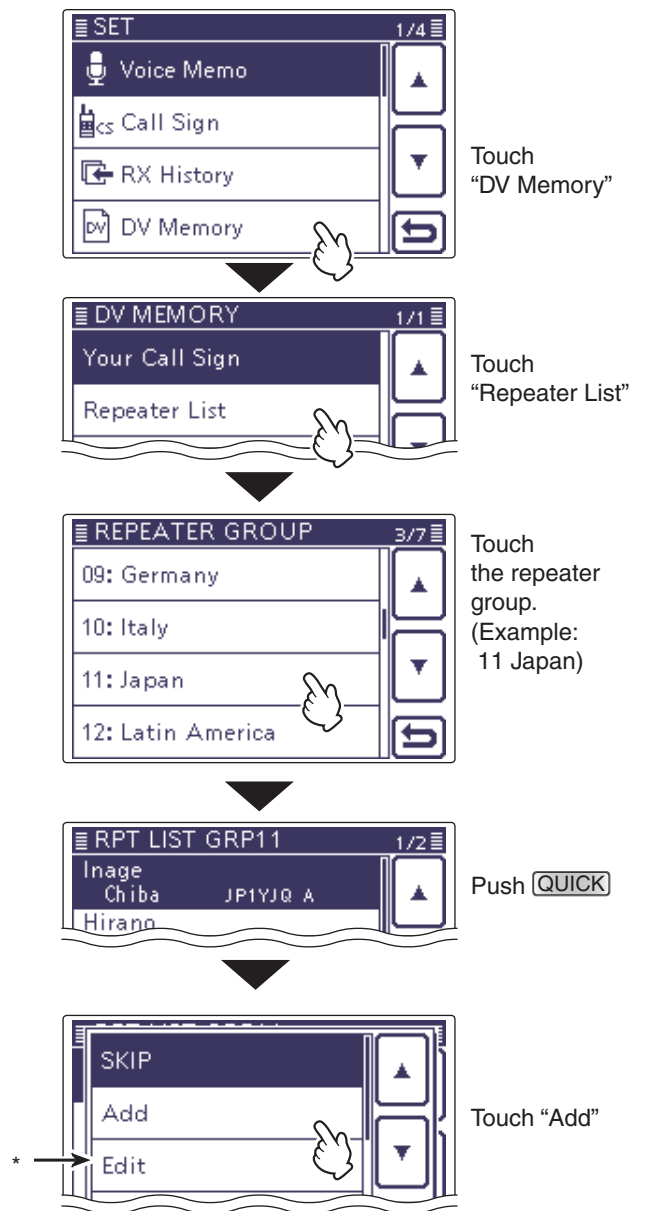 SET 1/4
Voice Memo
CS Call Sign
RX History
DV DV Memory
Touch
“DV Memory”
DV MEMORY 1/1
Your Call Sign
Repeater List
Touch
“Repeater List”
REPEATER GROUP 3/7
09: Germany
10: Italy
11: Japan
12: Latin America
Touch
the repeater
group.
(Example:
11 Japan)
RPT LIST GRP11 1/2
Inage
Chiba JP1YJQ A
Hirano
Push QUICK
SKIP
Add
* Edit
Touch “Add”